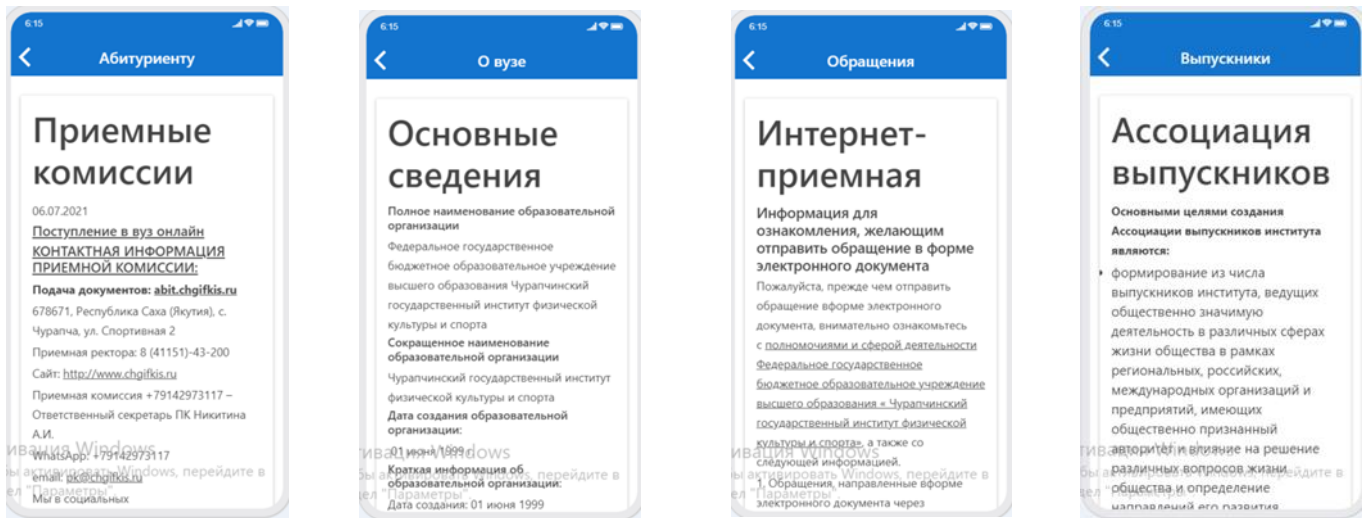 6:15
Абитуриенту
Приемные
комиссии
06.07.2021
Поступление в вуз онлайн
КОНТАКТНАЯ ИНФОРМАЦИЯ
ПРИЕМНОЙ КОМИССИИ:
Подача документов: abit.chgifkis.ru
678671, Республика Саха (Якутия), с.
Чурапча, ул. Спортивная 2
Приемная ректора: 8 (41151)-43-200
Сайт: http://www.chgifkis.ru
Приемная комиссия +79142973117 –
Ответственный секретарь ПК Никитина
А.И.
WhatsApp: +79142973117
email: pk@chgifkis.ru
Мы в социальных
6:15
О вузе
Основные
сведения
Полное наименование образовательной
организации
Федеральное государственное
бюджетное образовательное учреждение
высшего образования Чурапчинский
государственный институт физической
культуры и спорта
Сокращенное наименование
образовательной организации
Чурапчинский государственный институт
физической культуры и спорта
Дата создания образовательной
организации:
01 июня 1999 г.
Краткая информация об
образовательной организации:
Дата создания: 01 июня 1999
6:15
Обращения
Интернет-
приемная
Информация для
ознакомления, желающим
отправить обращение в форме
электронного документа
Пожалуйста, прежде чем отправить
обращение вформе электронного
документа, внимательно ознакомьтесь
с полномочиями и сферой деятельности
Федеральное государственное
бюджетное образовательное учреждение
высшего образования « Чурапчинский
государственный институт физической
культуры и спорта», а также со
следующей информацией.
1. Обращения, направленные вформе
электронного документа через
6:15
Выпускники
Ассоциация
выпускников
Основными целями создания
Ассоциации выпускников института
являются:
формирование из числа
выпускников института, ведущих
общественно значимую
деятельность в различных сферах
жизни общества в рамках
региональных, российских,
международных организаций и
предприятий, имеющих
общественно признанный
авторитет и влияние на решение
различных вопросов жизни
общества и определение
направлений его развития